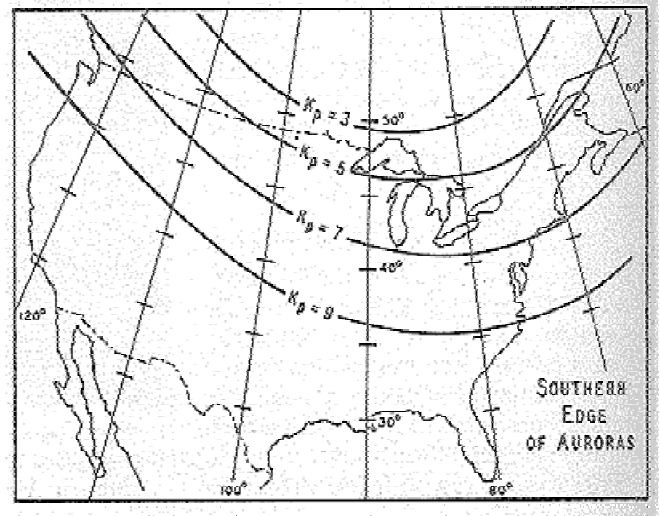 Kp = 3
50°
60°
Kp = 5
Kp = 7
40°
Kp = 9
120°
SOUTHERN
EDGE
OF AURORAS
30°
100°
80°